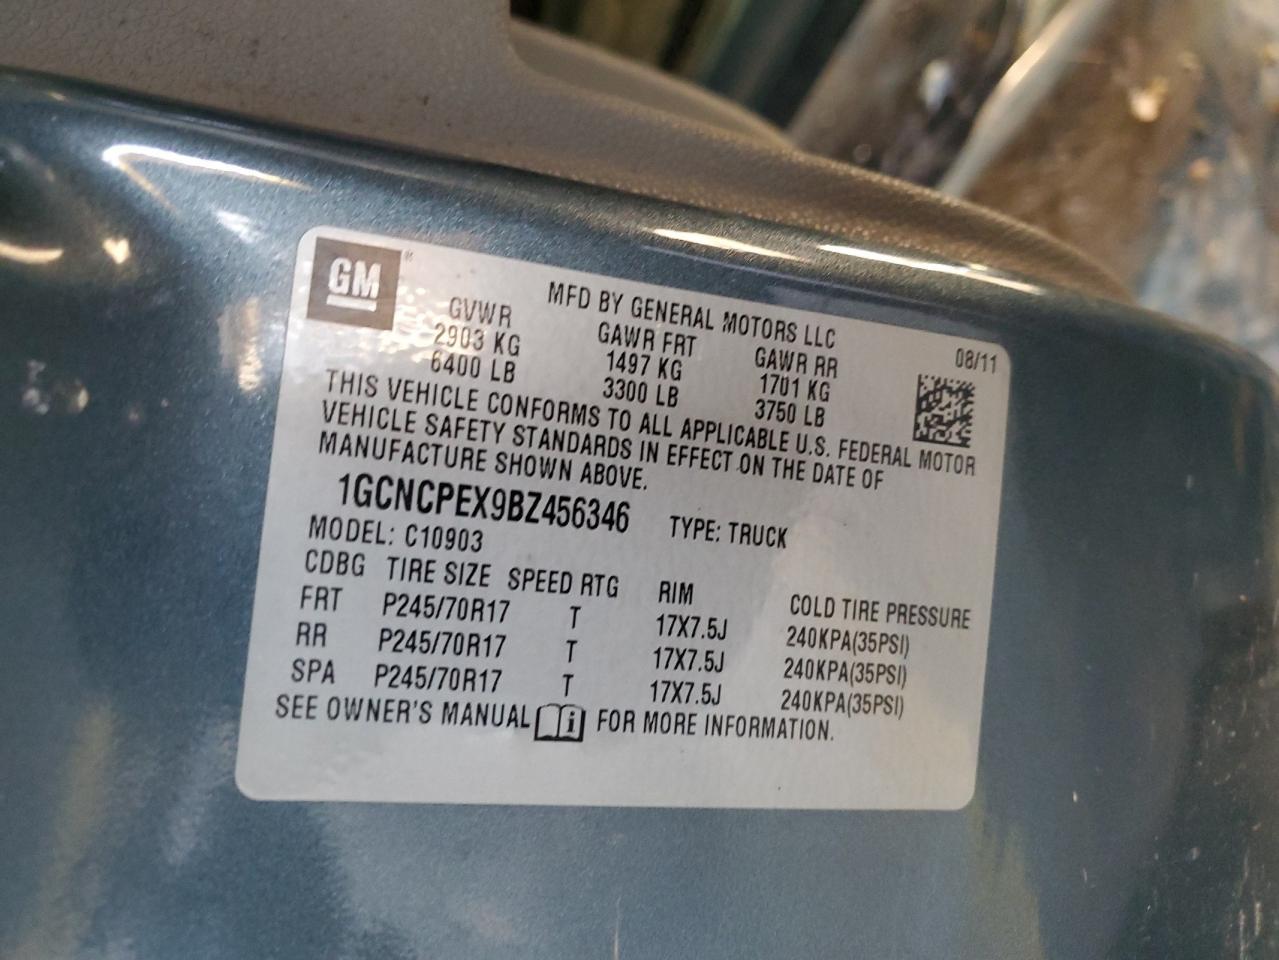 GM
MFD BY GENERAL MOTORS LLC
08/11
GVWR GAWR FRT GAWR RR
2903 KG 1497 KG 1701 KG
6400 LB 3300 LB 3750 LB
THIS VEHICLE CONFORMS TO ALL APPLICABLE U.S. FEDERAL MOTOR
VEHICLE SAFETY STANDARDS IN EFFECT ON THE DATE OF
MANUFACTURE SHOWN ABOVE.
1GCNCPEX9BZ456346 TYPE: TRUCK
MODEL: C10903
CDBG TIRE SIZE SPEED RTG RIM COLD TIRE PRESSURE
FRT P245/70R17 T 17X7.5J 240KPA(35PSI)
RR P245/70R17 T 17X7.5J 240KPA(35PSI)
SPA P245/70R17 T 17X7.5J 240KPA(35PSI)
SEE OWNER'S MANUAL i FOR MORE INFORMATION.